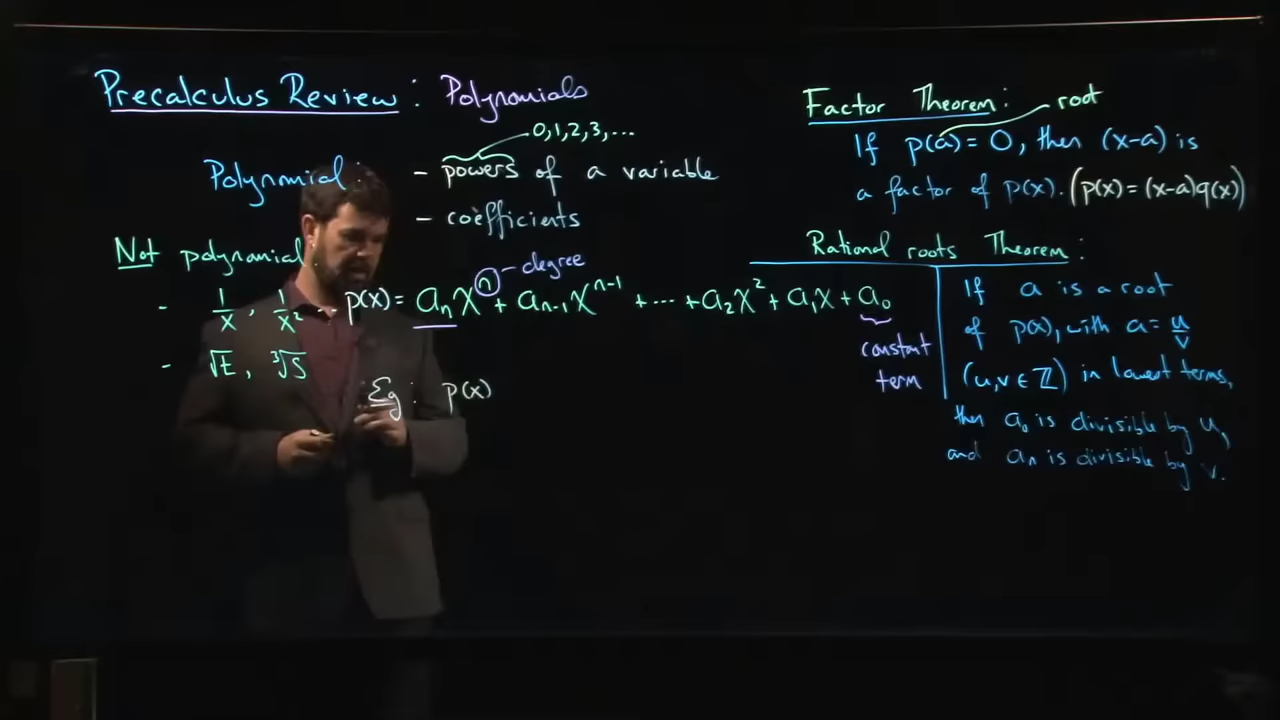 Precalculus Review: Polynomials
0,1,2,3,...
Polynomial:
- powers of a variable
- coefficients
Not polynomial:
- 1/x, 1/x²
- √t, ³√s
degree
p(x) = aₙxⁿ + aₙ₋₁xⁿ⁻¹ + ... + a₂x² + a₁x + a₀
constant
term
Eg: p(x)
Factor Theorem:
root
If p(a) = 0, then (x-a) is
a factor of p(x). (p(x) = (x-a)q(x))
Rational roots Theorem:
If a is a root
of p(x), with a = u/v
(u,v ∈ ℤ) in lowest terms,
then a₀ is divisible by u,
and aₙ is divisible by v.